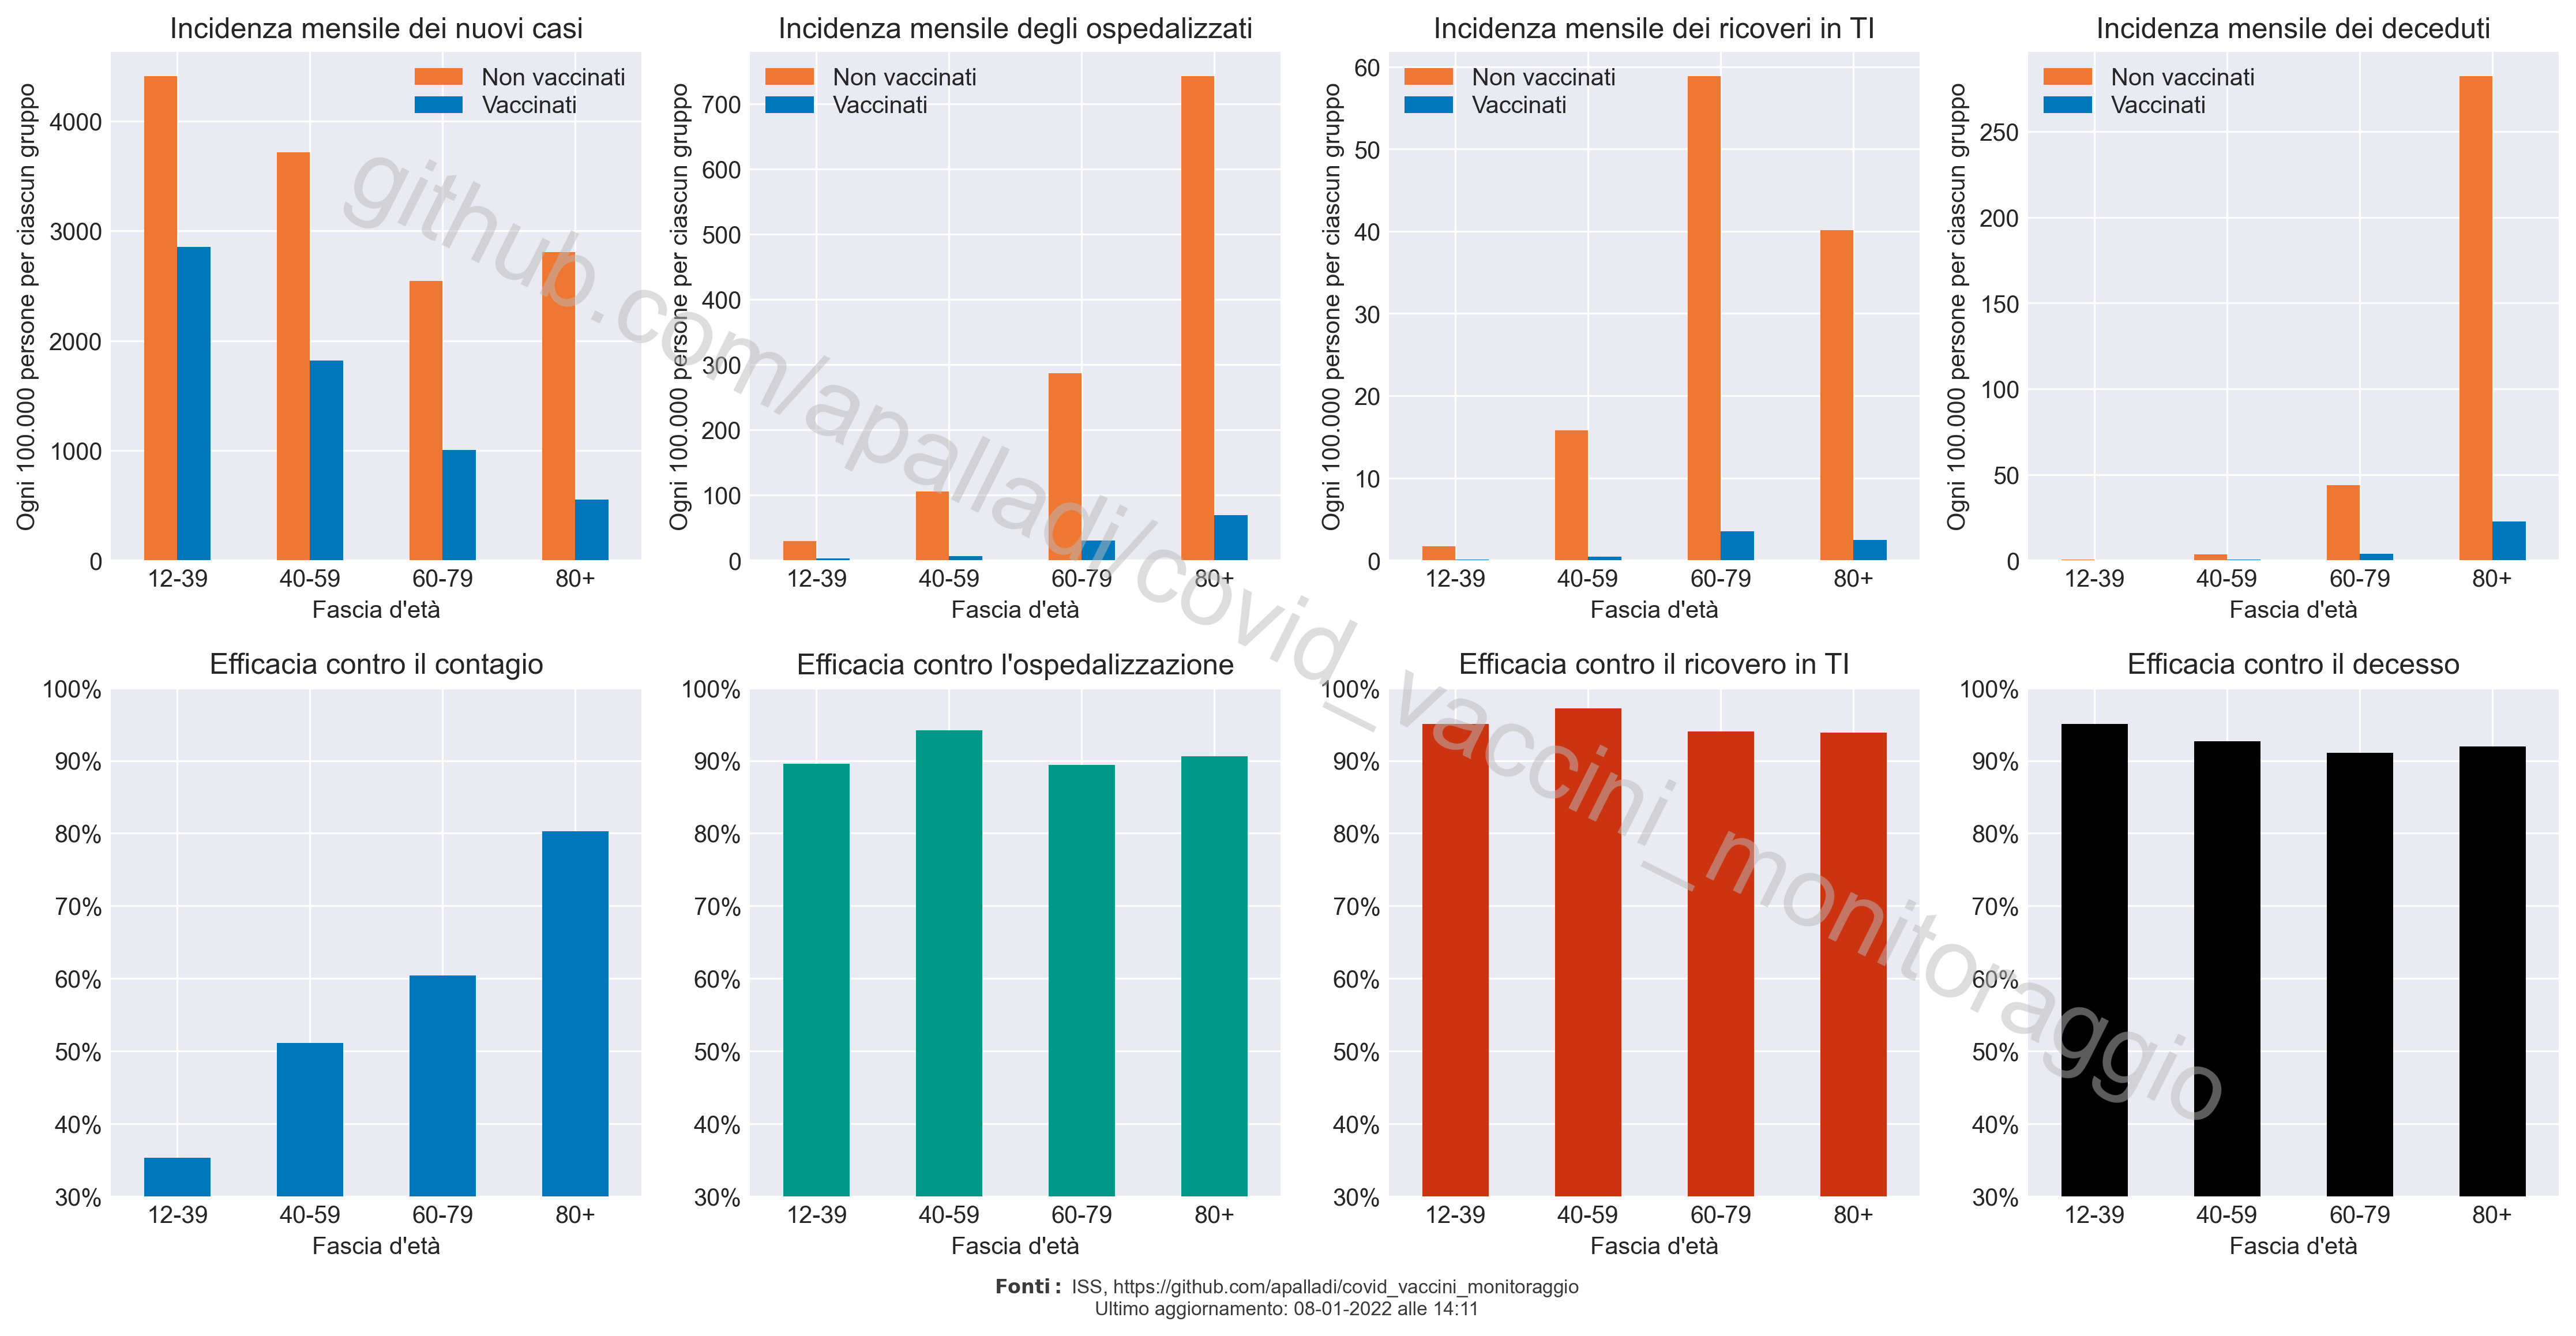 Incidenza mensile dei nuovi casi
Ogni 100.000 persone per ciascun gruppo
4000
3000
2000
1000
0
Non vaccinati
Vaccinati
12-39 40-59 60-79 80+
Fascia d'età
Incidenza mensile degli ospedalizzati
Ogni 100.000 persone per ciascun gruppo
700
600
500
400
300
200
100
0
Non vaccinati
Vaccinati
12-39 40-59 60-79 80+
Fascia d'età
Incidenza mensile dei ricoveri in TI
Ogni 100.000 persone per ciascun gruppo
60
50
40
30
20
10
0
Non vaccinati
Vaccinati
12-39 40-59 60-79 80+
Fascia d'età
Incidenza mensile dei deceduti
Ogni 100.000 persone per ciascun gruppo
250
200
150
100
50
0
Non vaccinati
Vaccinati
12-39 40-59 60-79 80+
Fascia d'età
Efficacia contro il contagio
100%
90%
80%
70%
60%
50%
40%
30%
12-39 40-59 60-79 80+
Fascia d'età
Efficacia contro l'ospedalizzazione
100%
90%
80%
70%
60%
50%
40%
30%
12-39 40-59 60-79 80+
Fascia d'età
Efficacia contro il ricovero in TI
100%
90%
80%
70%
60%
50%
40%
30%
12-39 40-59 60-79 80+
Fascia d'età
Efficacia contro il decesso
100%
90%
80%
70%
60%
50%
40%
30%
12-39 40-59 60-79 80+
Fascia d'età
github.com/apalladi/covid_vaccini_monitoraggio
Fonti: ISS, https://github.com/apalladi/covid_vaccini_monitoraggio
Ultimo aggiornamento: 08-01-2022 alle 14:11